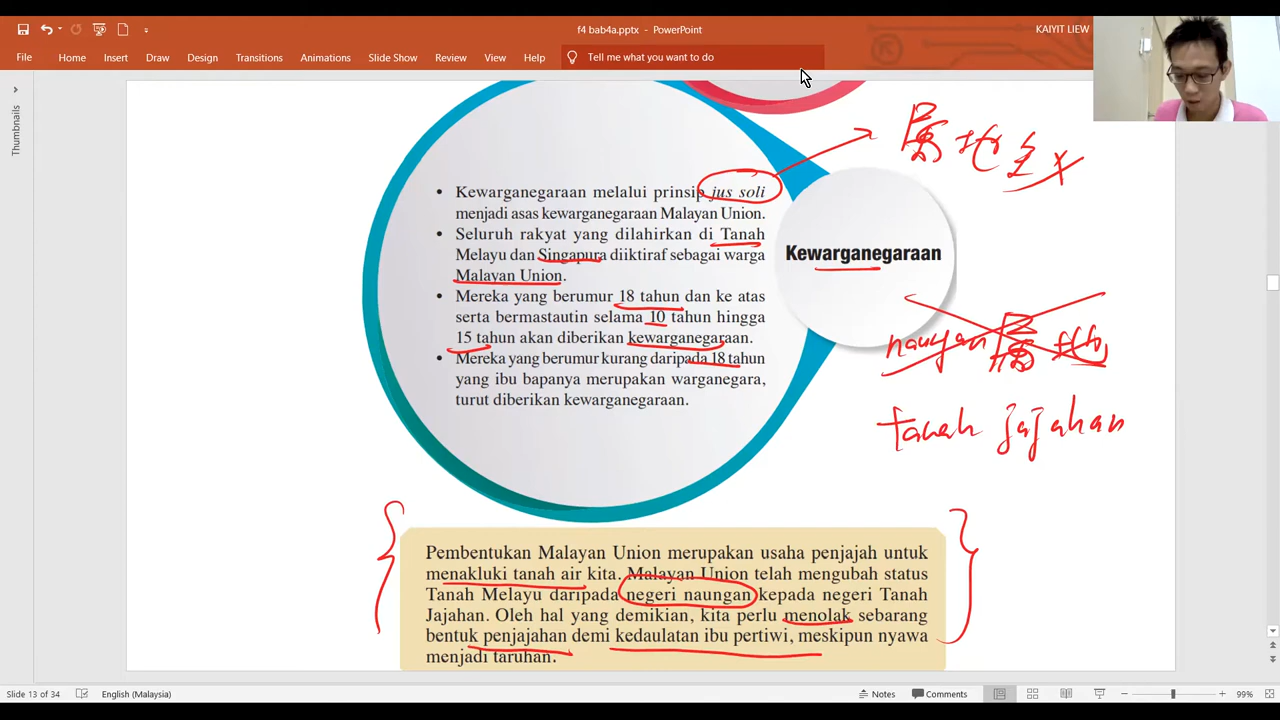 f4 bab4a.pptx - PowerPoint
KAIYIT LIEW
File Home Insert Draw Design Transitions Animations Slide Show Review View Help Tell me what you want to do
Thumbnails
属地主义
• Kewarganegaraan melalui prinsip jus soli
menjadi asas kewarganegaraan Malayan Union.
• Seluruh rakyat yang dilahirkan di Tanah
Melayu dan Singapura diiktiraf sebagai warga
Malayan Union.
• Mereka yang berumur 18 tahun dan ke atas
serta bermastautin selama 10 tahun hingga
15 tahun akan diberikan kewarganegaraan.
• Mereka yang berumur kurang daripada 18 tahun
yang ibu bapanya merupakan warganegara,
turut diberikan kewarganegaraan.
Kewarganegaraan
naugan
tanah jajahan
Pembentukan Malayan Union merupakan usaha penjajah untuk
menakluki tanah air kita. Malayan Union telah mengubah status
Tanah Melayu daripada negeri naungan kepada negeri Tanah
Jajahan. Oleh hal yang demikian, kita perlu menolak sebarang
bentuk penjajahan demi kedaulatan ibu pertiwi, meskipun nyawa
menjadi taruhan.
Slide 13 of 34 English (Malaysia) Notes Comments 99%